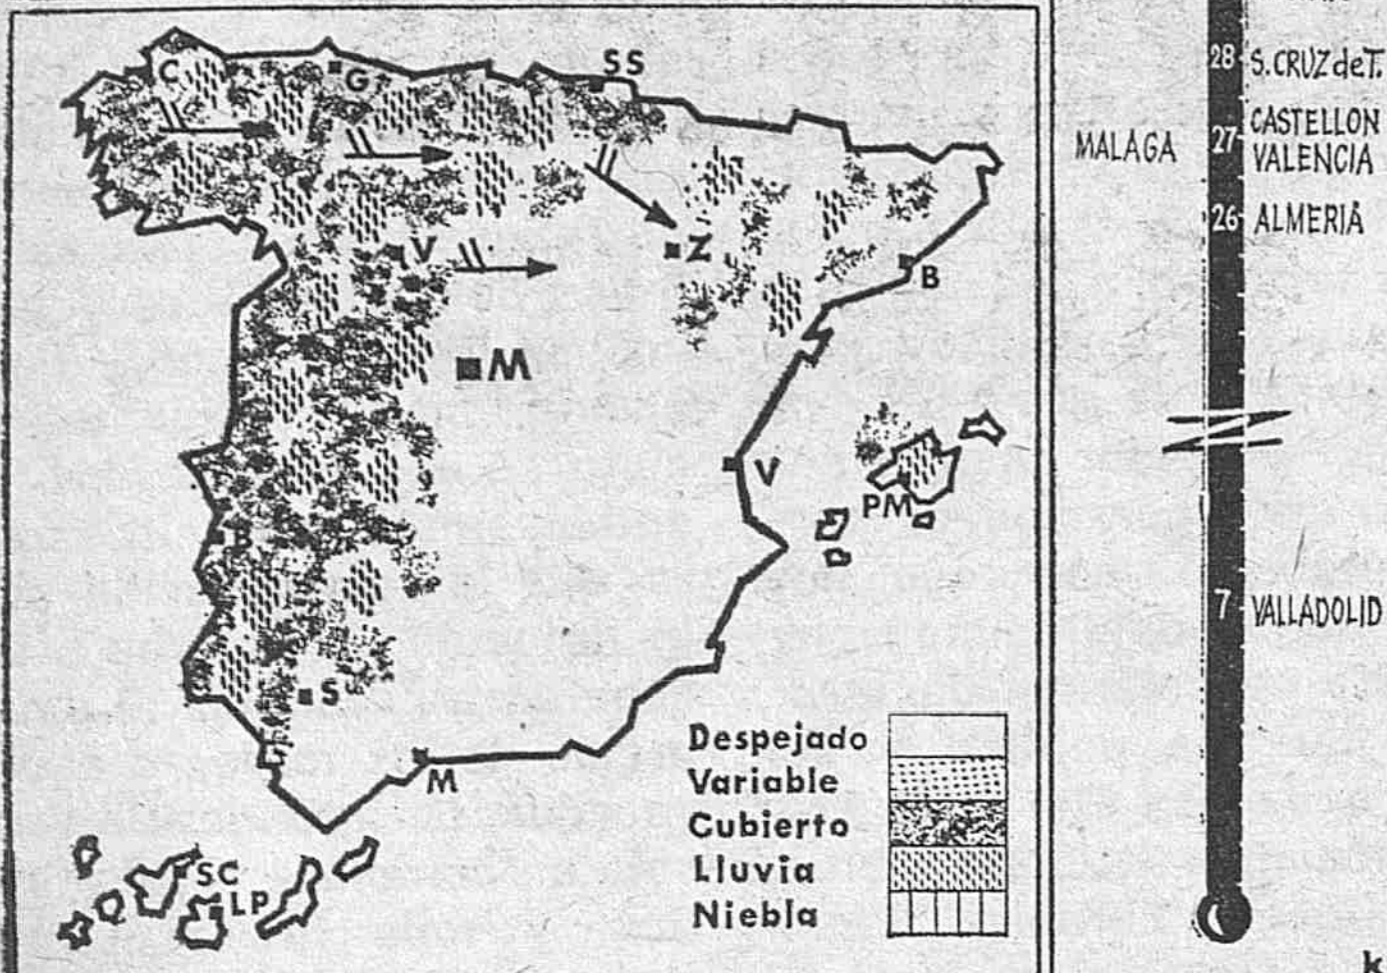 C
G
SS
V
Z
B
M
V
PM
B
S
M
SC
LP
Despejado
Variable
Cubierto
Lluvia
Niebla
28 S. CRUZ de T.
MALAGA 27 CASTELLON
VALENCIA
26 ALMERIA
7 VALLADOLID
k